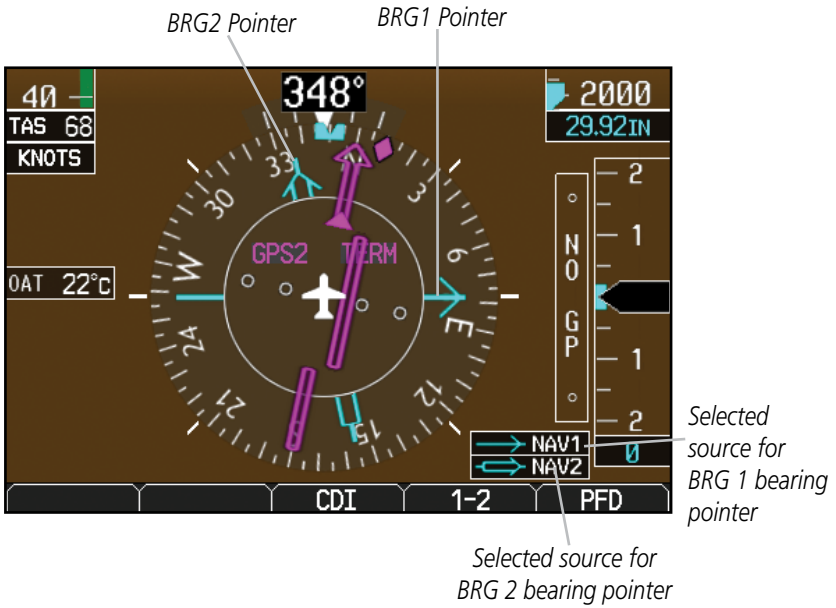 BRG2 Pointer
BRG1 Pointer
40
TAS 68
KNOTS
348°
2000
29.92IN
33
N
3
30
6
W
E
24
12
21
15
GPS2 TERM
OAT 22°C
NO GP
2
1
1
2
0
NAV1
NAV2
CDI
1-2
PFD
Selected
source for
BRG 1 bearing
pointer
Selected source for
BRG 2 bearing pointer